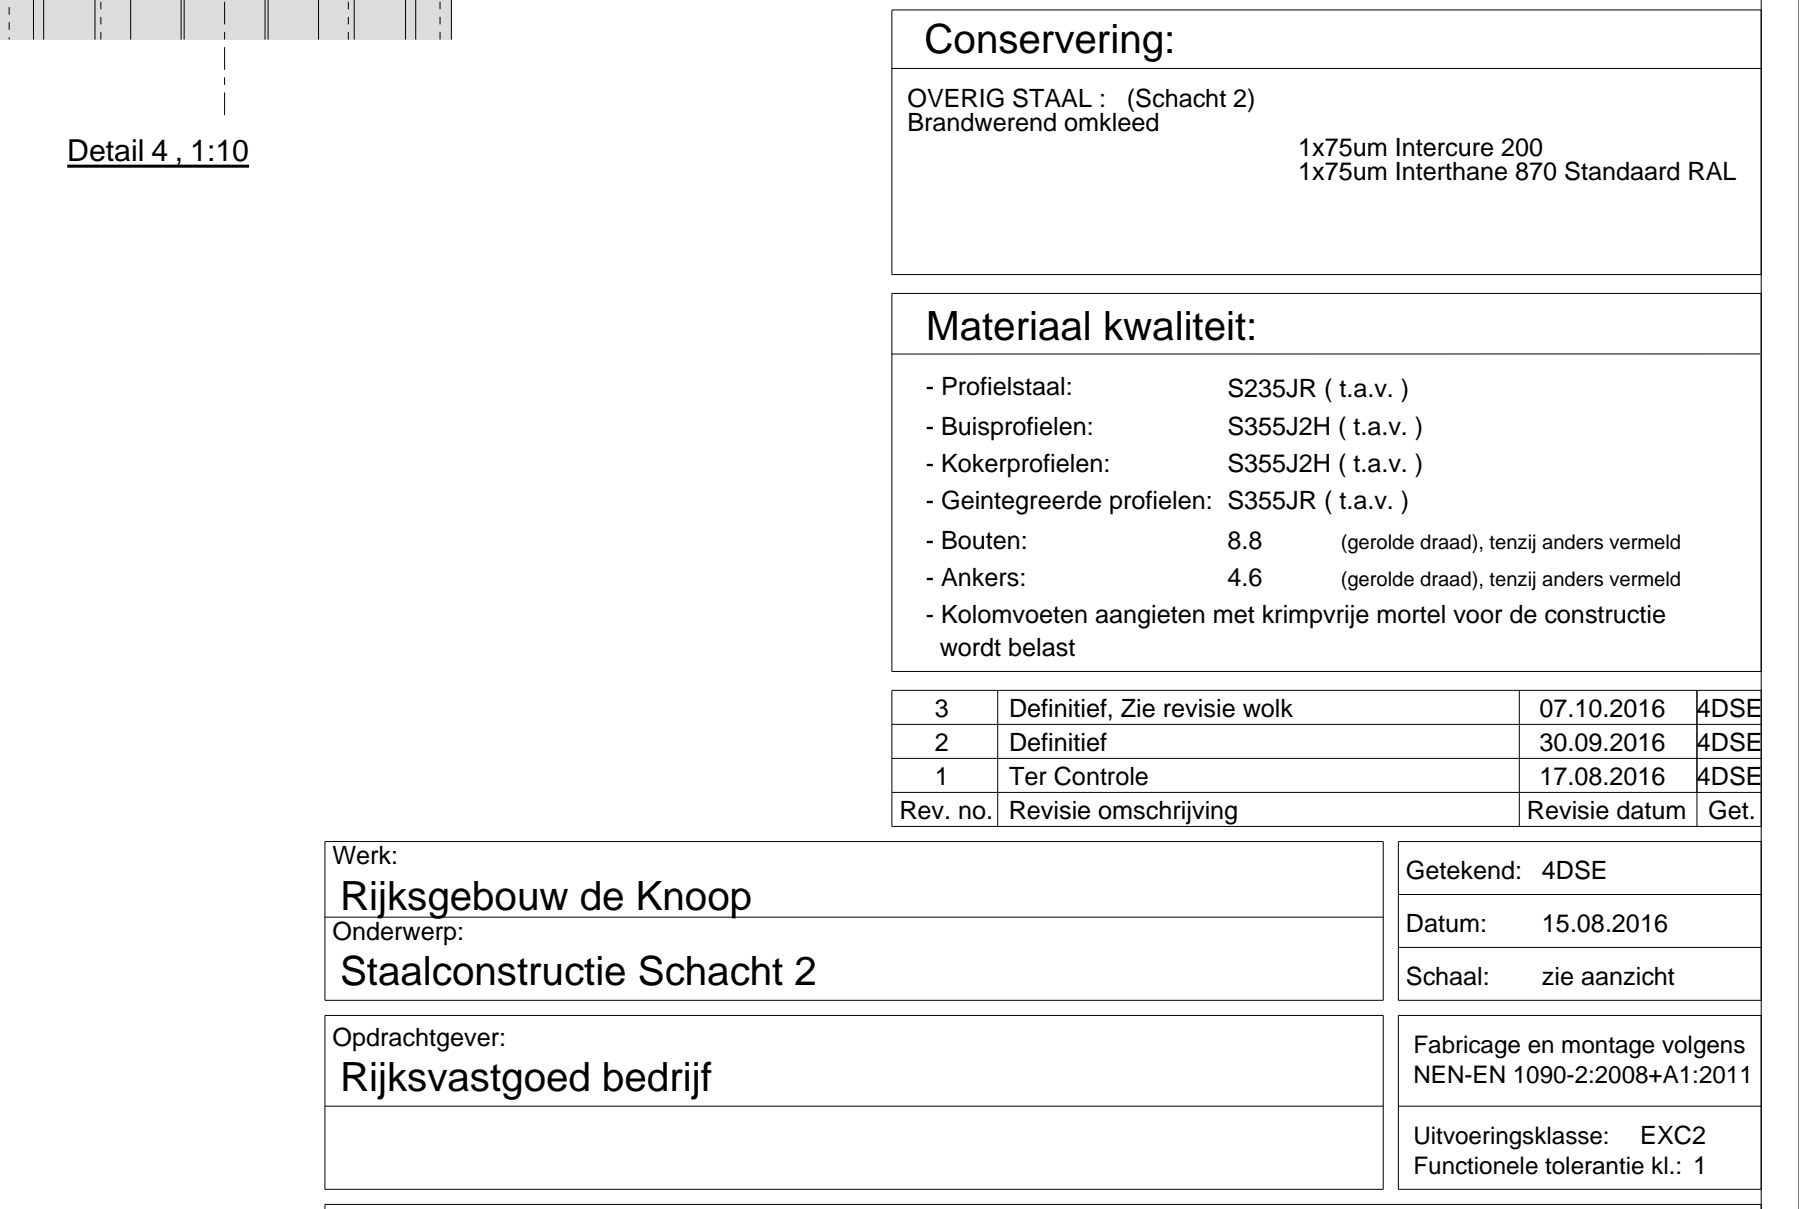 Detail 4 , 1:10
Conservering:
OVERIG STAAL : (Schacht 2)
Brandwerend omkleed
1x75um Intercure 200
1x75um Interthane 870 Standaard RAL
Materiaal kwaliteit:
- Profielstaal: S235JR ( t.a.v. )
- Buisprofielen: S355J2H ( t.a.v. )
- Kokerprofielen: S355J2H ( t.a.v. )
- Geintegreerde profielen: S355JR ( t.a.v. )
- Bouten: 8.8 (gerolde draad), tenzij anders vermeld
- Ankers: 4.6 (gerolde draad), tenzij anders vermeld
- Kolomvoeten aangieten met krimpvrije mortel voor de constructie
wordt belast
3 Definitief, Zie revisie wolk 07.10.2016 4DSE
2 Definitief 30.09.2016 4DSE
1 Ter Controle 17.08.2016 4DSE
Rev. no. Revisie omschrijving Revisie datum Get.
Werk:
Rijksgebouw de Knoop
Onderwerp:
Staalconstructie Schacht 2
Getekend: 4DSE
Datum: 15.08.2016
Schaal: zie aanzicht
Opdrachtgever:
Rijksvastgoed bedrijf
Fabricage en montage volgens
NEN-EN 1090-2:2008+A1:2011
Uitvoeringsklasse: EXC2
Functionele tolerantie kl.: 1